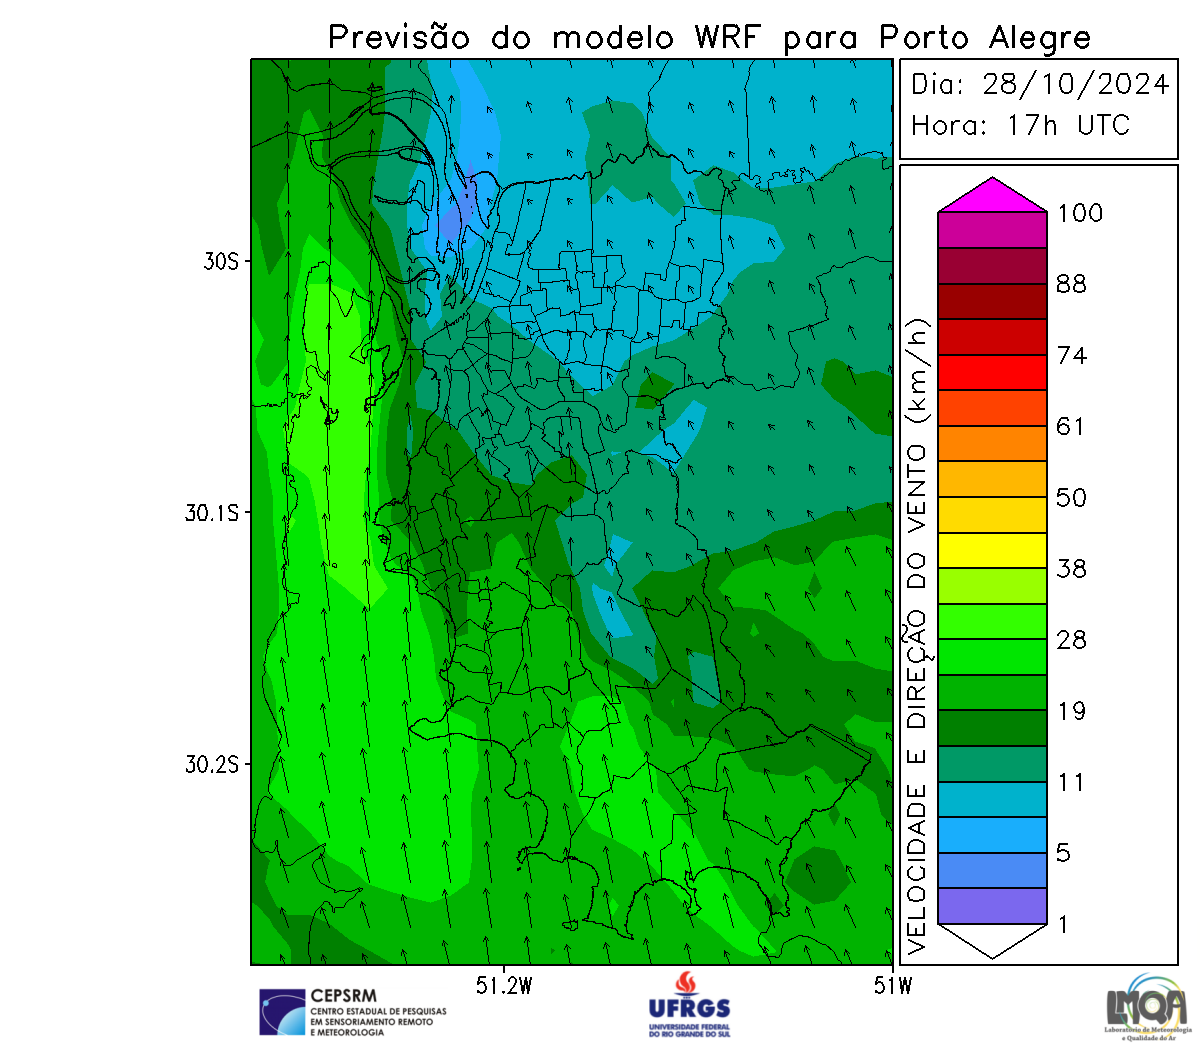 Previsão do modelo WRF para Porto Alegre
Dia: 28/10/2024
Hora: 17h UTC
30S
30.1S
30.2S
51.2W
51W
VELOCIDADE E DIREÇÃO DO VENTO (km/h)
100
88
74
61
50
38
28
19
11
5
1
CEPSRM
CENTRO ESTADUAL DE PESQUISAS
EM SENSORIAMENTO REMOTO
E METEOROLOGIA
UFRGS
UNIVERSIDADE FEDERAL
DO RIO GRANDE DO SUL
LMQA
Laboratório de Meteorologia
e Qualidade do Ar